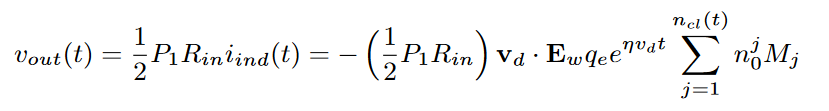 $v_{out}(t) = \frac{1}{2} P_1 R_{in} i_{ind}(t) = - \left( \frac{1}{2} P_1 R_{in} \right) \mathbf{v}_d \cdot \mathbf{E}_w q_e e^{\eta v_d t} \sum_{j=1}^{n_{cl}(t)} n_0^j M_j$